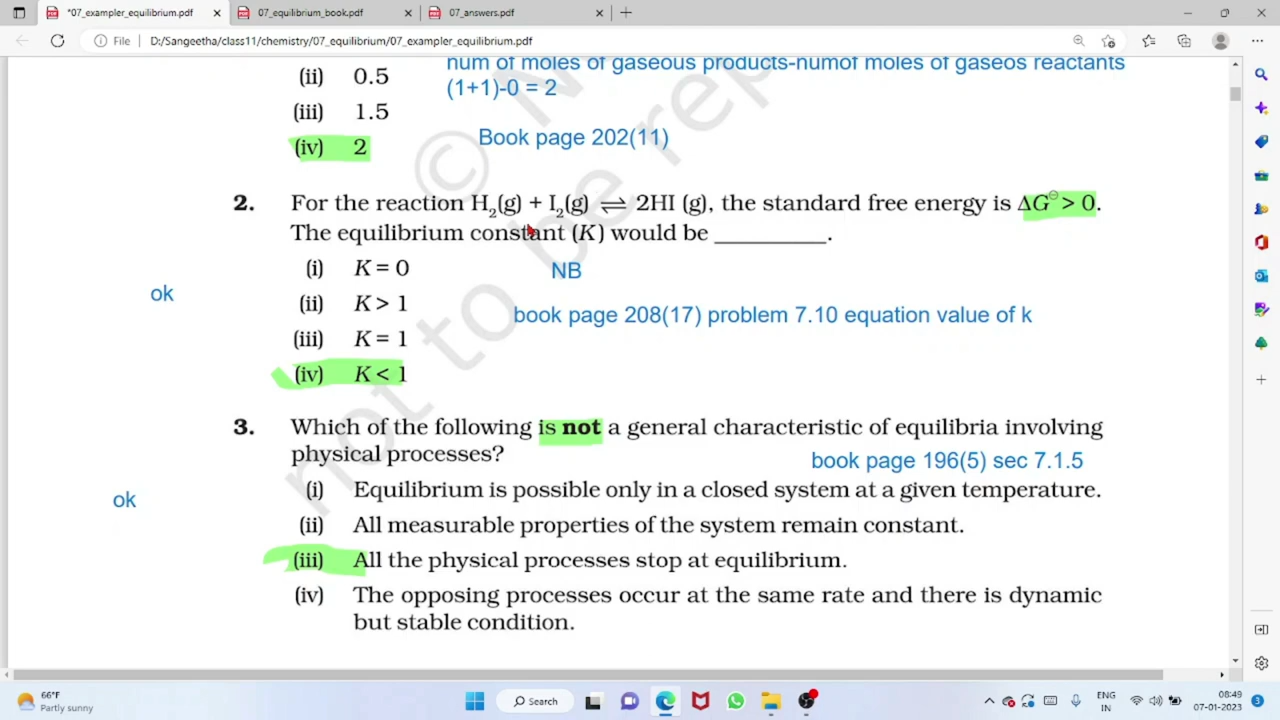 *07_exampler_equilibrium.pdf
07_equilibrium_book.pdf
07_answers.pdf
File
D:/Sangeetha/class11/chemistry/07_equilibrium/07_exampler_equilibrium.pdf
num of moles of gaseous products-numof moles of gaseos reactants
(ii) 0.5
(1+1)-0 = 2
(iii) 1.5
Book page 202(11)
(iv) 2
2. For the reaction H₂(g) + I₂(g) ⇌ 2HI (g), the standard free energy is ΔG⊖ > 0.
The equilibrium constant (K) would be _________.
(i) K = 0
NB
ok
(ii) K > 1
book page 208(17) problem 7.10 equation value of k
(iii) K = 1
(iv) K < 1
3. Which of the following is not a general characteristic of equilibria involving
physical processes?
book page 196(5) sec 7.1.5
(i) Equilibrium is possible only in a closed system at a given temperature.
ok
(ii) All measurable properties of the system remain constant.
(iii) All the physical processes stop at equilibrium.
(iv) The opposing processes occur at the same rate and there is dynamic
but stable condition.
© N
not to be rep
66°F
Partly sunny
Search
ENG
IN
08:49
07-01-2023
3